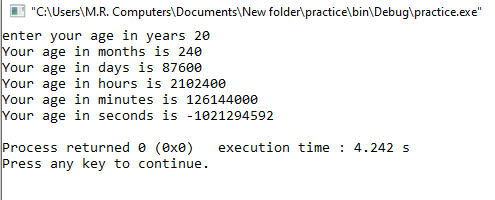 "C:\Users\M.R. Computers\Documents\New folder\practice\bin\Debug\practice.exe"
enter your age in years 20
Your age in months is 240
Your age in days is 87600
Your age in hours is 2102400
Your age in minutes is 126144000
Your age in seconds is -1021294592
Process returned 0 (0x0)   execution time : 4.242 s
Press any key to continue.